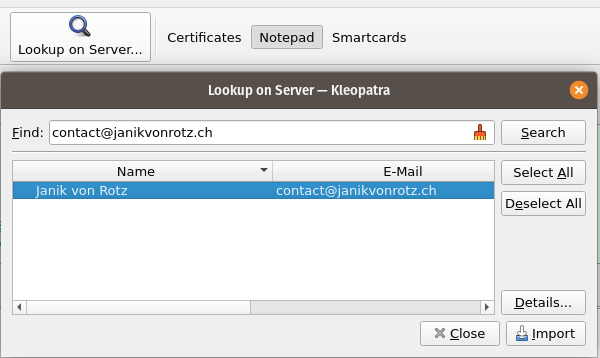 Lookup on Server...
Certificates
Notepad
Smartcards
Lookup on Server — Kleopatra
Find: contact@janikvonrotz.ch
Search
Name E-Mail
Select All
Janik von Rotz contact@janikvonrotz.ch
Deselect All
Details...
Close
Import